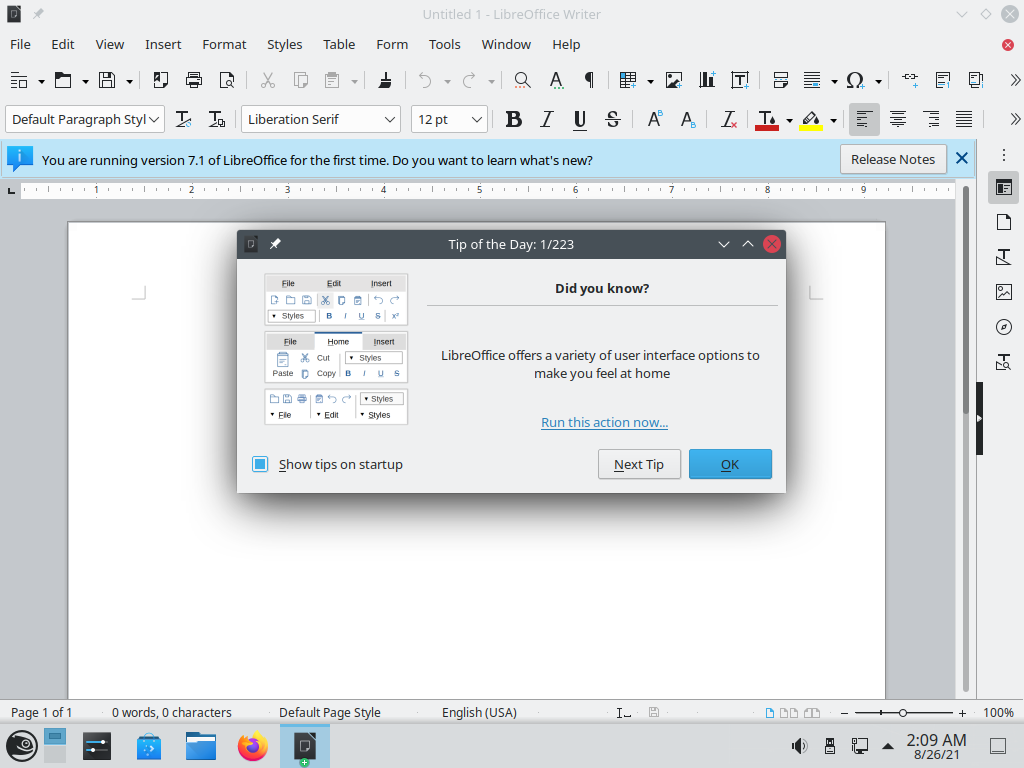 Untitled 1 - LibreOffice Writer
File Edit View Insert Format Styles Table Form Tools Window Help
Default Paragraph Styl Liberation Serif 12 pt B I U S A^B A_B
You are running version 7.1 of LibreOffice for the first time. Do you want to learn what's new? Release Notes
1 2 3 4 5 6 7 8 9
Tip of the Day: 1/223
File Edit Insert
Styles B I U S x²
File Home Insert
Cut Styles
Paste Copy B I U S
Styles
File Edit Styles
Did you know?
LibreOffice offers a variety of user interface options to
make you feel at home
Run this action now...
Show tips on startup Next Tip OK
Page 1 of 1 0 words, 0 characters Default Page Style English (USA) 100%
2:09 AM
8/26/21